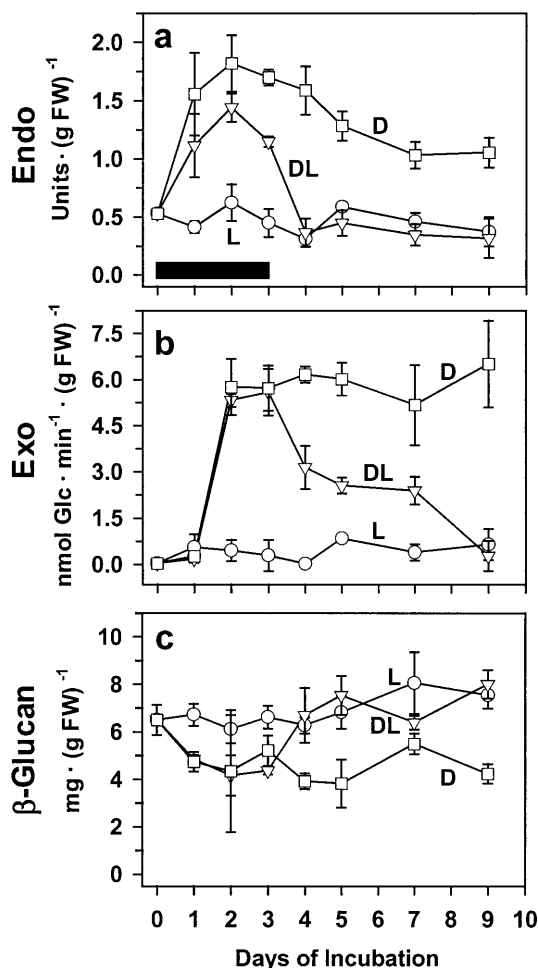 a
Endo
Units · (g FW) ⁻¹
2.0
1.5
1.0
0.5
0.0
D
DL
L
b
Exo
nmol Glc · min⁻¹ · (g FW) ⁻¹
7.5
6.0
4.5
3.0
1.5
0.0
D
DL
L
c
β-Glucan
mg · (g FW) ⁻¹
10
8
6
4
2
0
L
DL
D
0 1 2 3 4 5 6 7 8 9 10
Days of Incubation